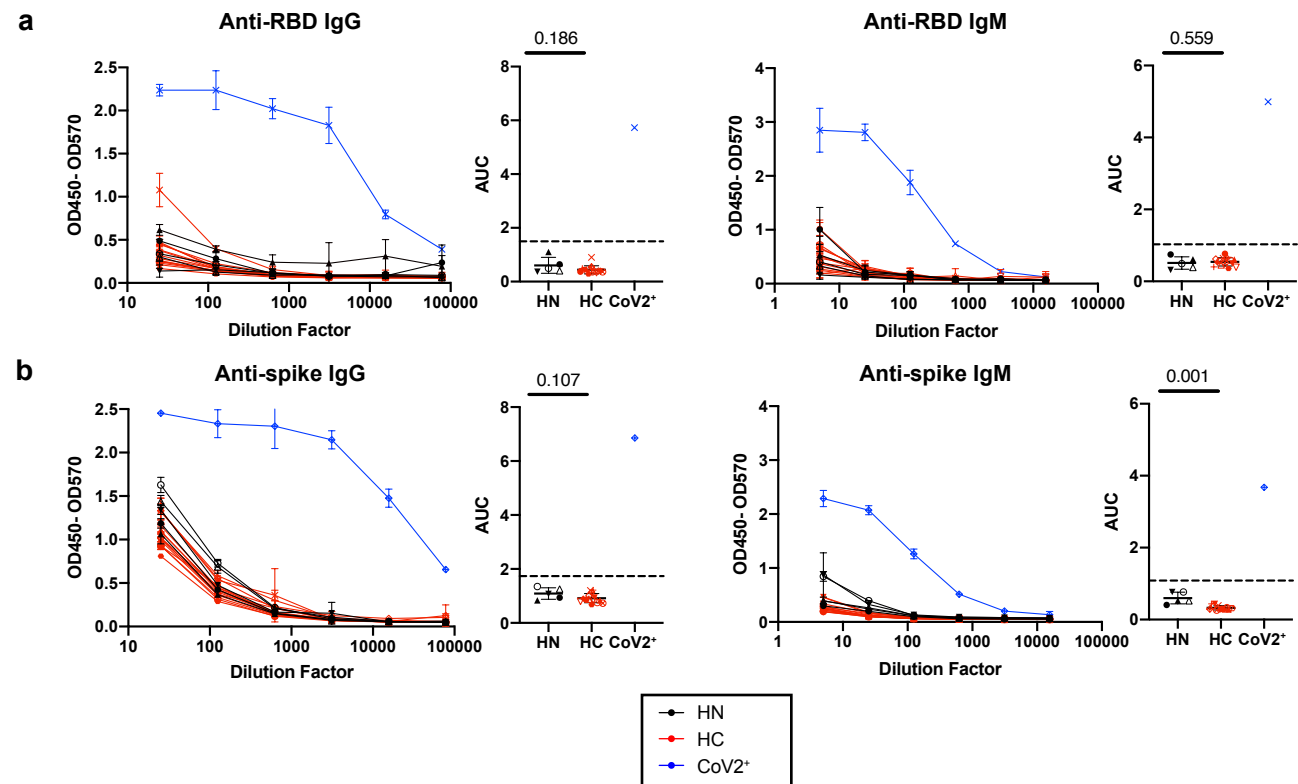 a
Anti-RBD IgG
Anti-RBD IgM
0.186
0.559
OD450- OD570
2.5
2.0
1.5
1.0
0.5
0.0
10 100 1000 10000 100000
Dilution Factor
AUC
8
6
4
2
0
HN HC CoV2+
OD450- OD570
4
3
2
1
0
1 10 100 1000 10000 100000
Dilution Factor
AUC
6
4
2
0
HN HC CoV2+
b
Anti-spike IgG
Anti-spike IgM
0.107
0.001
OD450- OD570
2.5
2.0
1.5
1.0
0.5
0.0
10 100 1000 10000 100000
Dilution Factor
AUC
8
6
4
2
0
HN HC CoV2+
OD450- OD570
4
3
2
1
0
1 10 100 1000 10000 100000
Dilution Factor
AUC
6
4
2
0
HN HC CoV2+
HN
HC
CoV2+